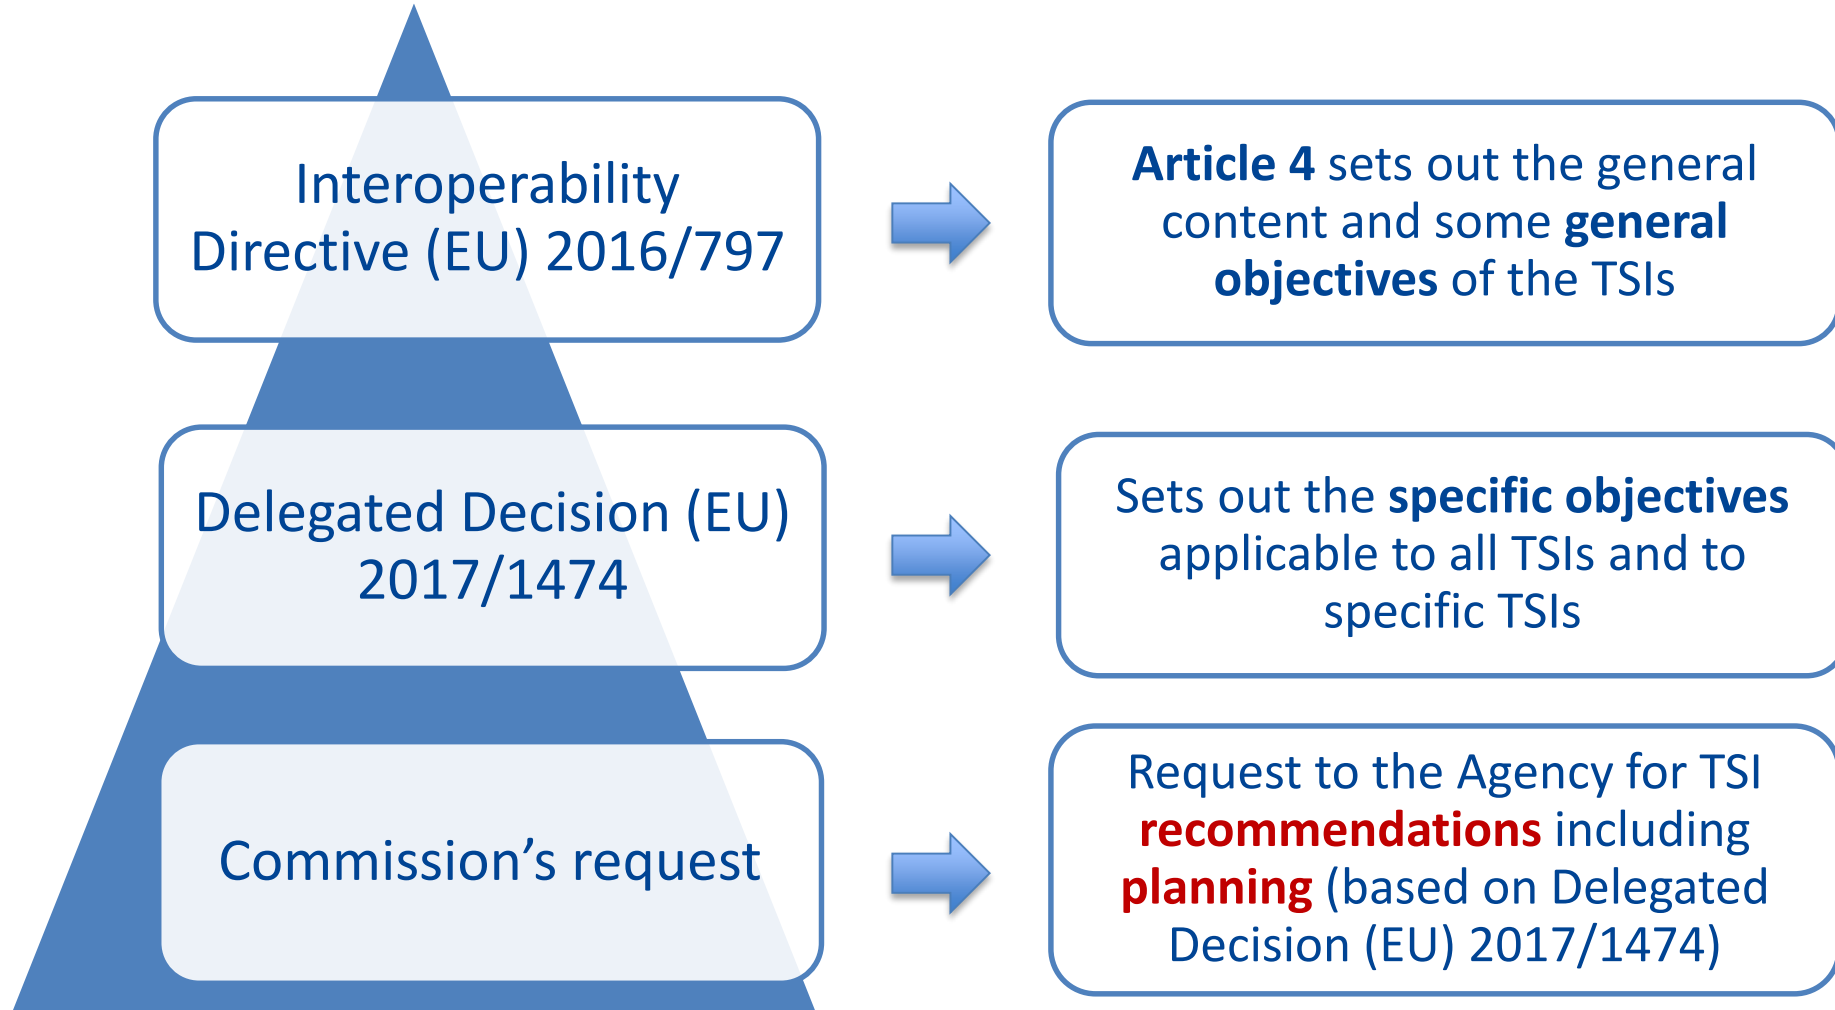 Interoperability
Directive (EU) 2016/797
Article 4 sets out the general
content and some general
objectives of the TSIs
Delegated Decision (EU)
2017/1474
Sets out the specific objectives
applicable to all TSIs and to
specific TSIs
Commission’s request
Request to the Agency for TSI
recommendations including
planning (based on Delegated
Decision (EU) 2017/1474)